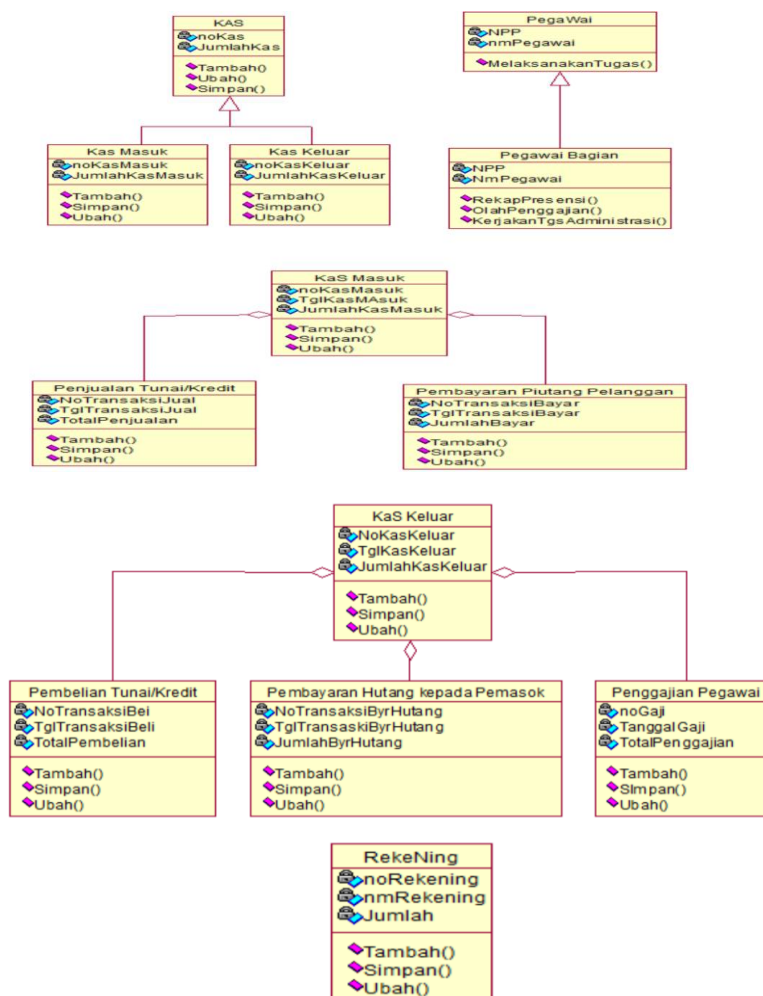 KAS
noKas
JumlahKas
Tambah()
Ubah()
Simpan()
PegaWai
NPP
nmPegawai
MelaksanakanTugas()
Kas Masuk
noKasMasuk
JumlahKasMasuk
Tambah()
Simpan()
Ubah()
Kas Keluar
noKasKeluar
JumlahKasKeluar
Tambah()
Simpan()
Ubah()
Pegawai Bagian
NPP
NmPegawai
RekapPresensi()
OlahPenggajian()
KerjakanTgsAdministrasi()
KaS Masuk
noKasMasuk
TglKasMAsuk
JumlahKasMasuk
Tambah()
Simpan()
Ubah()
Penjualan Tunai/Kredit
NoTransaksiJual
TglTransaksiJual
TotalPenjualan
Tambah()
Simpan()
Ubah()
Pembayaran Piutang Pelanggan
NoTransaksiBayar
TglTransaksiBayar
JumlahBayar
Tambah()
Simpan()
Ubah()
KaS Keluar
NoKasKeluar
TglKasKeluar
JumlahKasKeluar
Tambah()
Simpan()
Ubah()
Pembelian Tunai/Kredit
NoTransaksiBei
TglTransaksiBeli
TotalPembelian
Tambah()
Simpan()
Ubah()
Pembayaran Hutang kepada Pemasok
NoTransaksiByrHutang
TglTransaskiByrHutang
JumlahByrHutang
Tambah()
Simpan()
Ubah()
Penggajian Pegawai
noGaji
TanggalGaji
TotalPenggajian
Tambah()
SImpan()
Ubah()
RekeNing
noRekening
nmRekening
Jumlah
Tambah()
Simpan()
Ubah()